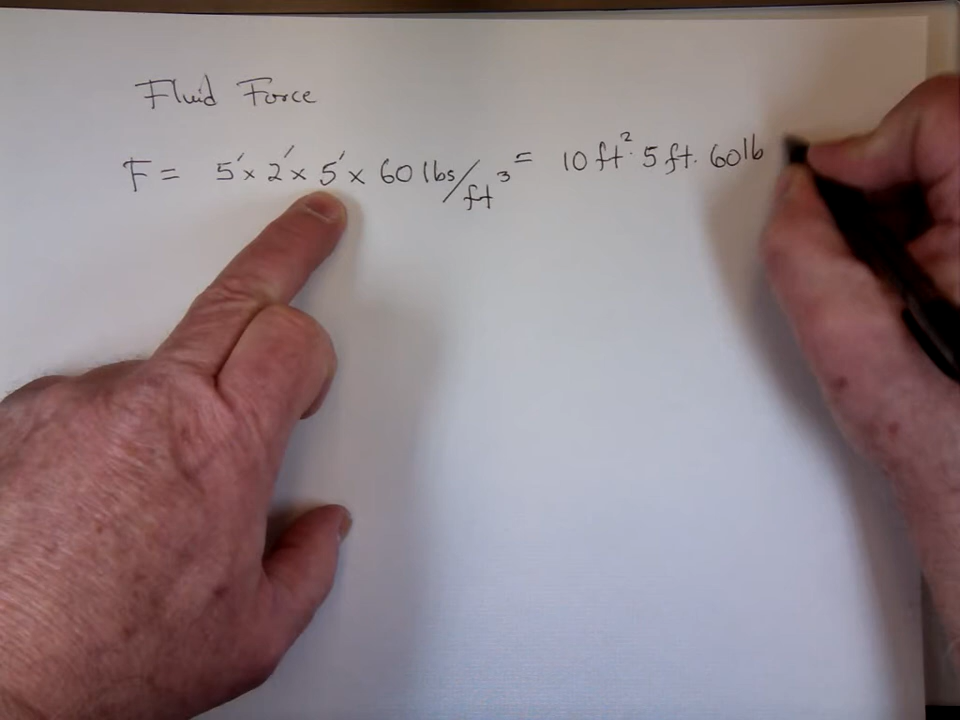 Fluid Force
F = 5' x 2' x 5' x 60 lbs/ft³ = 10 ft² · 5 ft · 60 lb